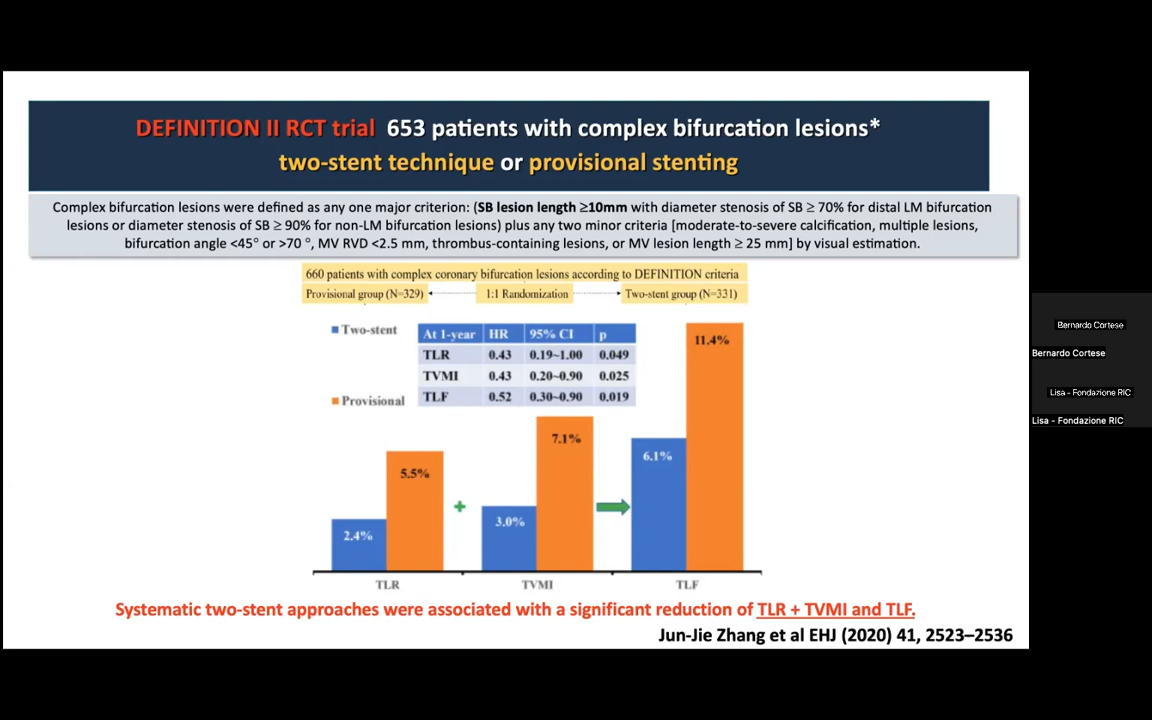 DEFINITION II RCT trial 653 patients with complex bifurcation lesions*
two-stent technique or provisional stenting
Complex bifurcation lesions were defined as any one major criterion: (SB lesion length ≥10mm with diameter stenosis of SB ≥ 70% for distal LM bifurcation
lesions or diameter stenosis of SB ≥ 90% for non-LM bifurcation lesions) plus any two minor criteria [moderate-to-severe calcification, multiple lesions,
bifurcation angle <45° or >70 °, MV RVD <2.5 mm, thrombus-containing lesions, or MV lesion length ≥ 25 mm] by visual estimation.
660 patients with complex coronary bifurcation lesions according to DEFINITION criteria
Provisional group (N=329) 1:1 Randomization Two-stent group (N=331)
Two-stent
Provisional
At 1-year HR 95% CI p
TLR 0.43 0.19~1.00 0.049
TVMI 0.43 0.20~0.90 0.025
TLF 0.52 0.30~0.90 0.019
2.4%
5.5%
+
3.0%
7.1%
6.1%
11.4%
TLR TVMI TLF
Systematic two-stent approaches were associated with a significant reduction of TLR + TVMI and TLF.
Jun-Jie Zhang et al EHJ (2020) 41, 2523–2536
Bernardo Cortese
Bernardo Cortese
Lisa - Fondazione RIC
Lisa - Fondazione RIC